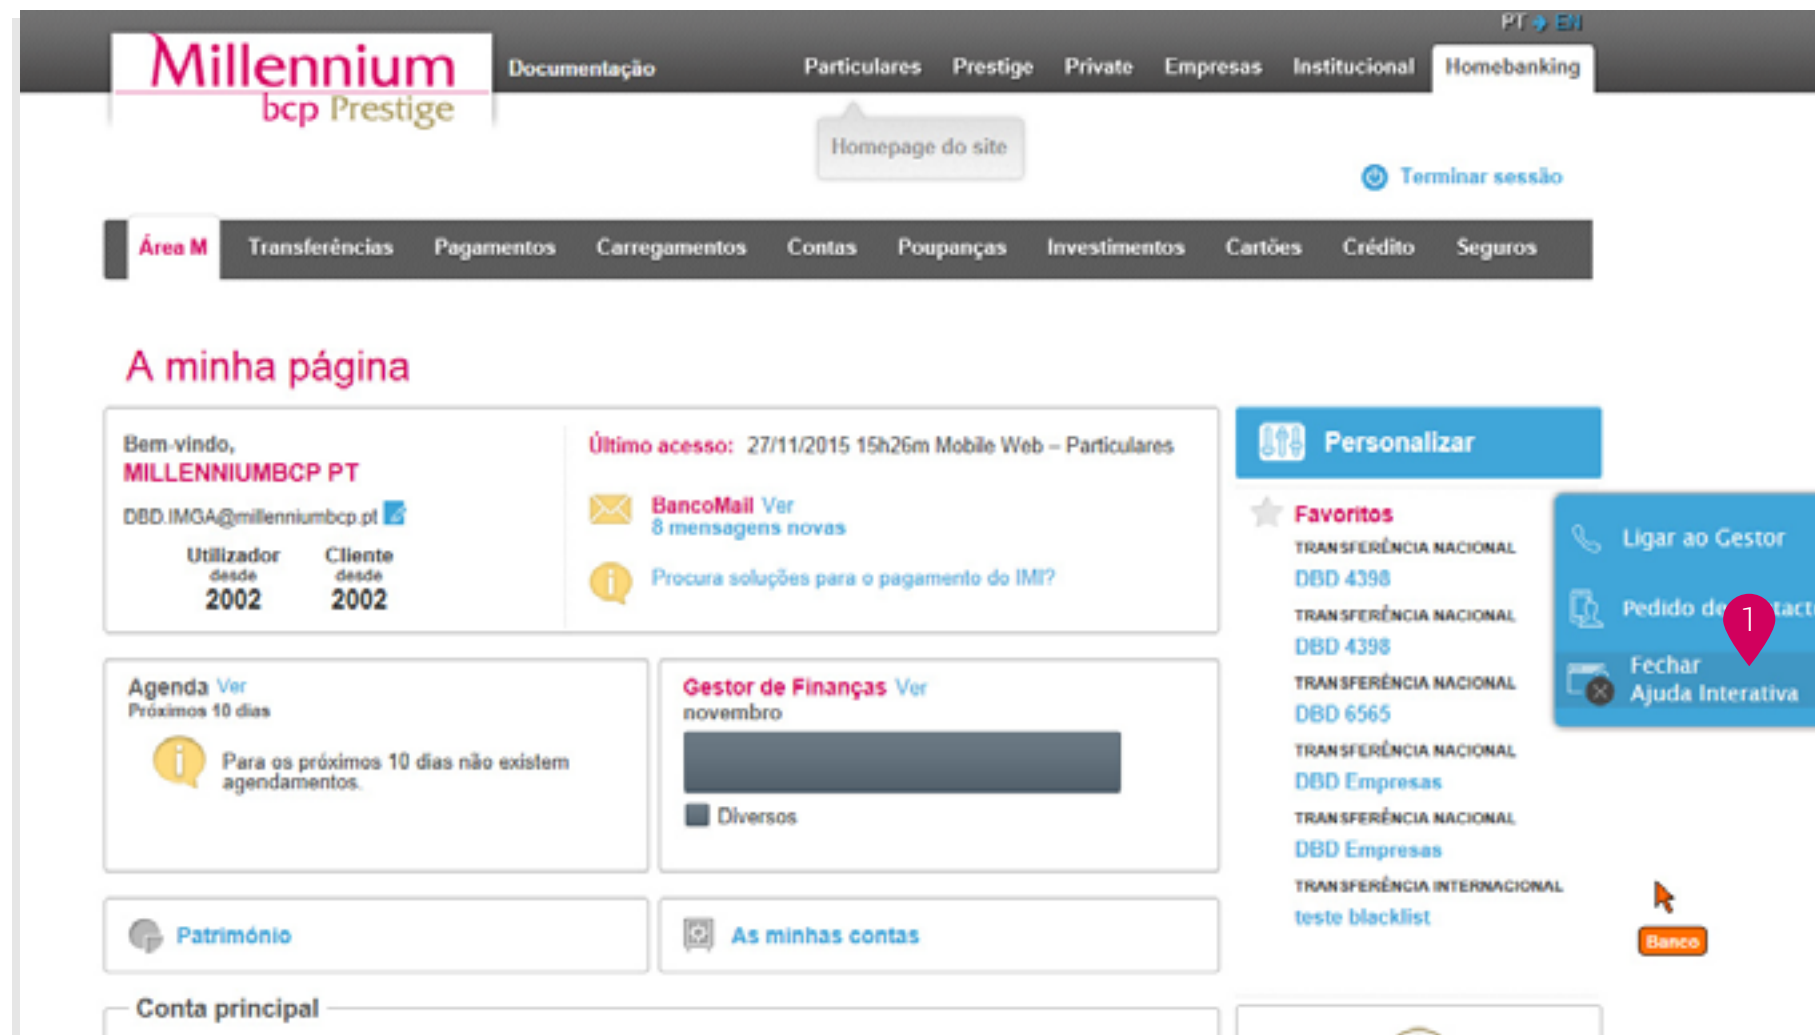 PT EN
Millennium
bcp Prestige
Documentação Particulares Prestige Private Empresas Institucional Homebanking
Homepage do site
Terminar sessão
Área M Transferências Pagamentos Carregamentos Contas Poupanças Investimentos Cartões Crédito Seguros
A minha página
Bem-vindo,
MILLENNIUMBCP PT
DBD.IMGA@millenniumbcp.pt
Utilizador Cliente
desde desde
2002 2002
Último acesso: 27/11/2015 15h26m Mobile Web – Particulares
BancoMail Ver
8 mensagens novas
Procura soluções para o pagamento do IMI?
Personalizar
Favoritos
TRANSFERÊNCIA NACIONAL
DBD 4398
TRANSFERÊNCIA NACIONAL
DBD 4398
TRANSFERÊNCIA NACIONAL
DBD 6565
TRANSFERÊNCIA NACIONAL
DBD Empresas
TRANSFERÊNCIA NACIONAL
DBD Empresas
TRANSFERÊNCIA INTERNACIONAL
teste blacklist
Ligar ao Gestor
Pedido de
1
Fechar
Ajuda Interativa
Agenda Ver
Próximos 10 dias
Para os próximos 10 dias não existem
agendamentos.
Gestor de Finanças Ver
novembro
Diversos
Banco
Património
As minhas contas
Conta principal